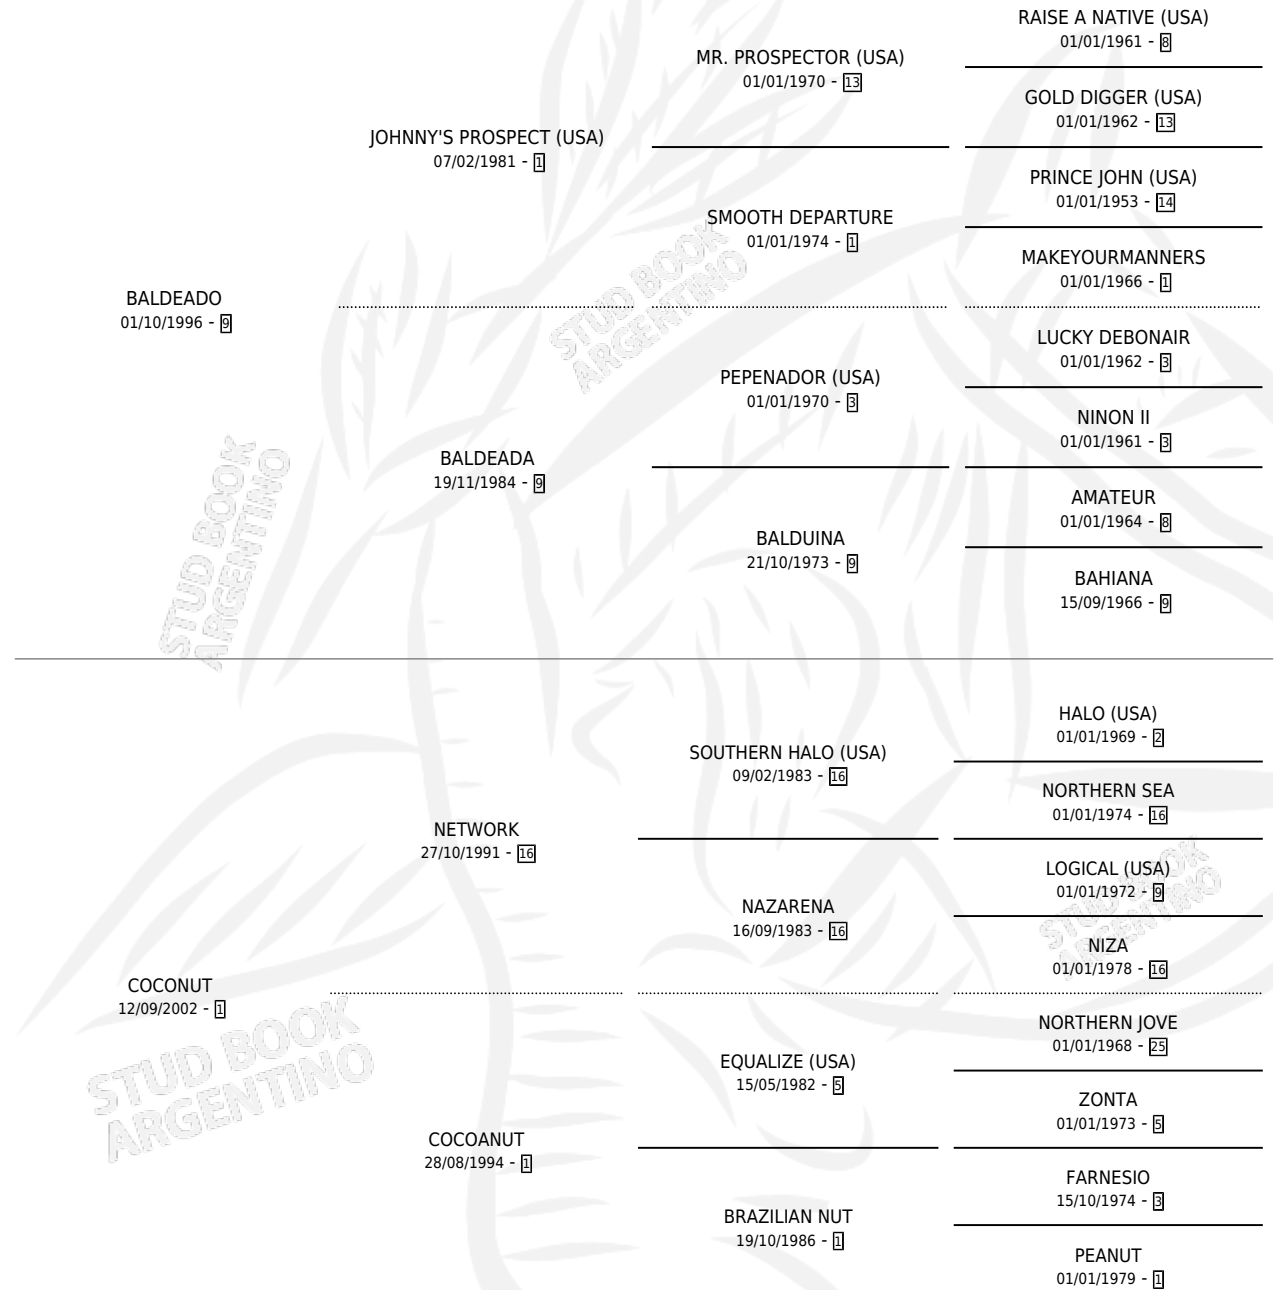 RAISE A NATIVE (USA)
01/01/1961 - 8
MR. PROSPECTOR (USA)
01/01/1970 - 13
GOLD DIGGER (USA)
01/01/1962 - 13
JOHNNY'S PROSPECT (USA)
07/02/1981 - 1
PRINCE JOHN (USA)
01/01/1953 - 14
SMOOTH DEPARTURE
01/01/1974 - 1
MAKEYOURMANNERS
01/01/1966 - 1
BALDEADO
01/10/1996 - 9
LUCKY DEBONAIR
01/01/1962 - 3
PEPENADOR (USA)
01/01/1970 - 3
NINON II
01/01/1961 - 3
BALDEADA
19/11/1984 - 9
AMATEUR
01/01/1964 - 8
BALDUINA
21/10/1973 - 9
BAHIANA
15/09/1966 - 9
HALO (USA)
01/01/1969 - 2
SOUTHERN HALO (USA)
09/02/1983 - 16
NORTHERN SEA
01/01/1974 - 16
NETWORK
27/10/1991 - 16
LOGICAL (USA)
01/01/1972 - 9
NAZARENA
16/09/1983 - 16
NIZA
01/01/1978 - 16
COCONUT
12/09/2002 - 1
NORTHERN JOVE
01/01/1968 - 25
EQUALIZE (USA)
15/05/1982 - 5
ZONTA
01/01/1973 - 5
COCOANUT
28/08/1994 - 1
FARNESIO
15/10/1974 - 3
BRAZILIAN NUT
19/10/1986 - 1
PEANUT
01/01/1979 - 1
STUD BOOK
ARGENTINO
STUD BOOK
ARGENTINO
STUD BOOK
ARGENTINO
STUD BOOK
ARGENTINO